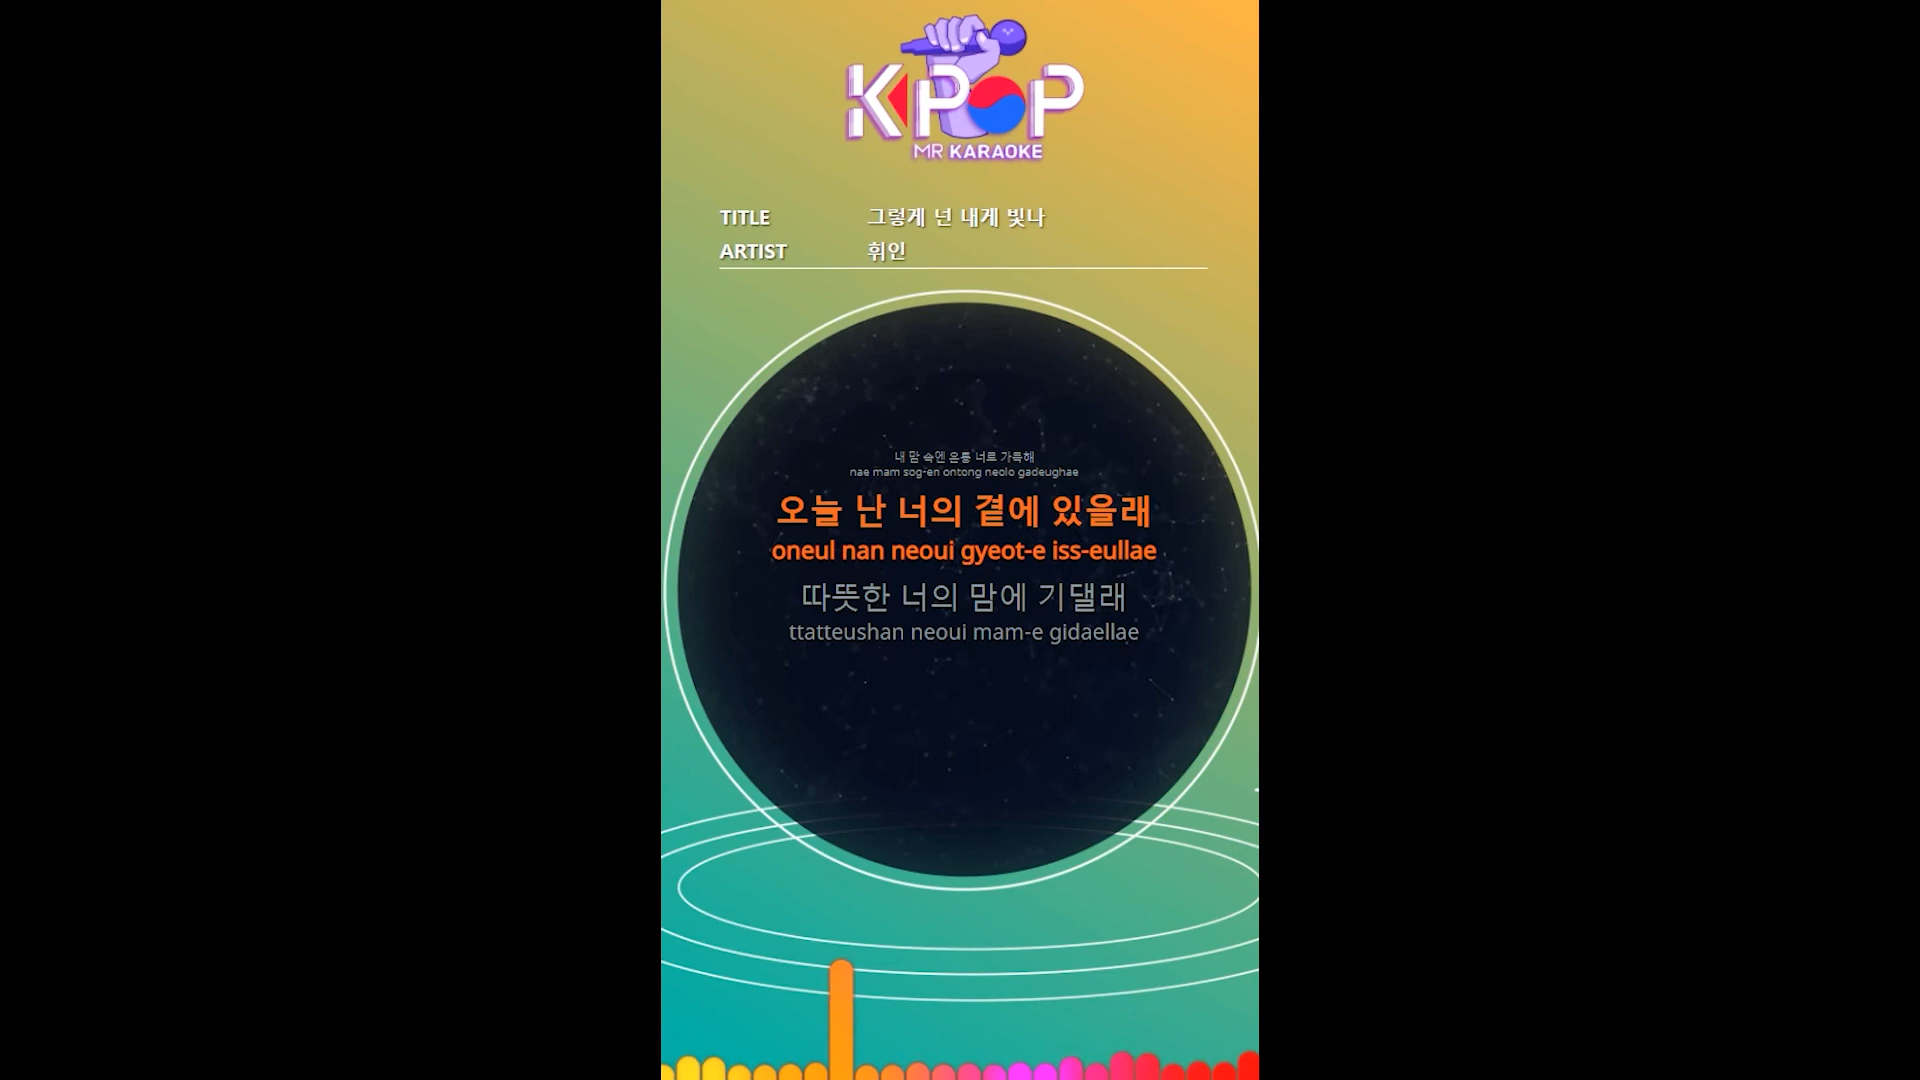 KPOP
MR KARAOKE
TITLE 그렇게 넌 내게 빛나
ARTIST 휘인
내 맘 속엔 온통 너로 가득해
nae mam sog-en ontong neolo gadeughae
오늘 난 너의 곁에 있을래
oneul nan neoui gyeot-e iss-eullae
따뜻한 너의 맘에 기댈래
ttatteushan neoui mam-e gidaellae